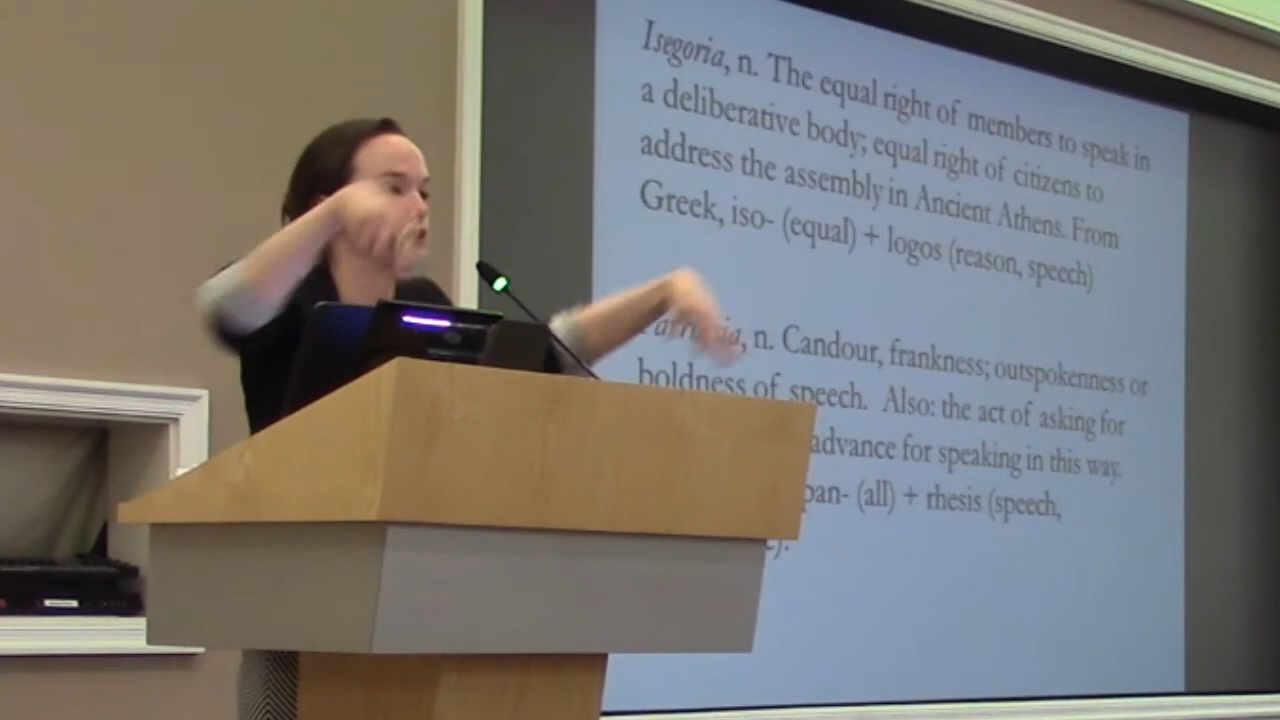 Isegoria, n. The equal right of members to speak in
a deliberative body; equal right of citizens to
address the assembly in Ancient Athens. From
Greek, iso- (equal) + logos (reason, speech)
n. Candour, frankness; outspokenness or
boldness of speech. Also: the act of asking for
advance for speaking in this way.
pan- (all) + rhesis (speech,